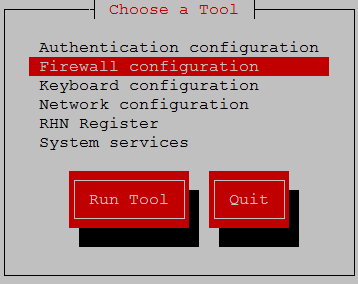 Choose a Tool
Authentication configuration
Firewall configuration
Keyboard configuration
Network configuration
RHN Register
System services
Run Tool Quit